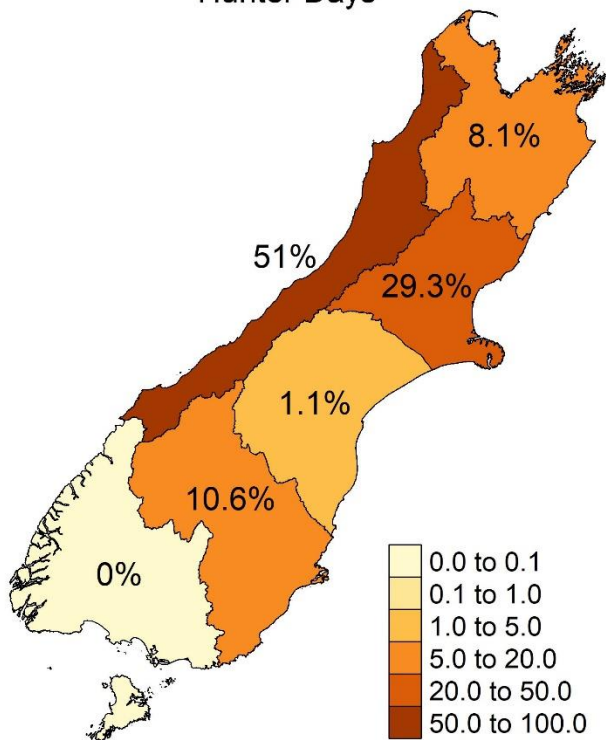 Hunter Days
8.1%
51%
29.3%
1.1%
10.6%
0%
0.0 to 0.1
0.1 to 1.0
1.0 to 5.0
5.0 to 20.0
20.0 to 50.0
50.0 to 100.0